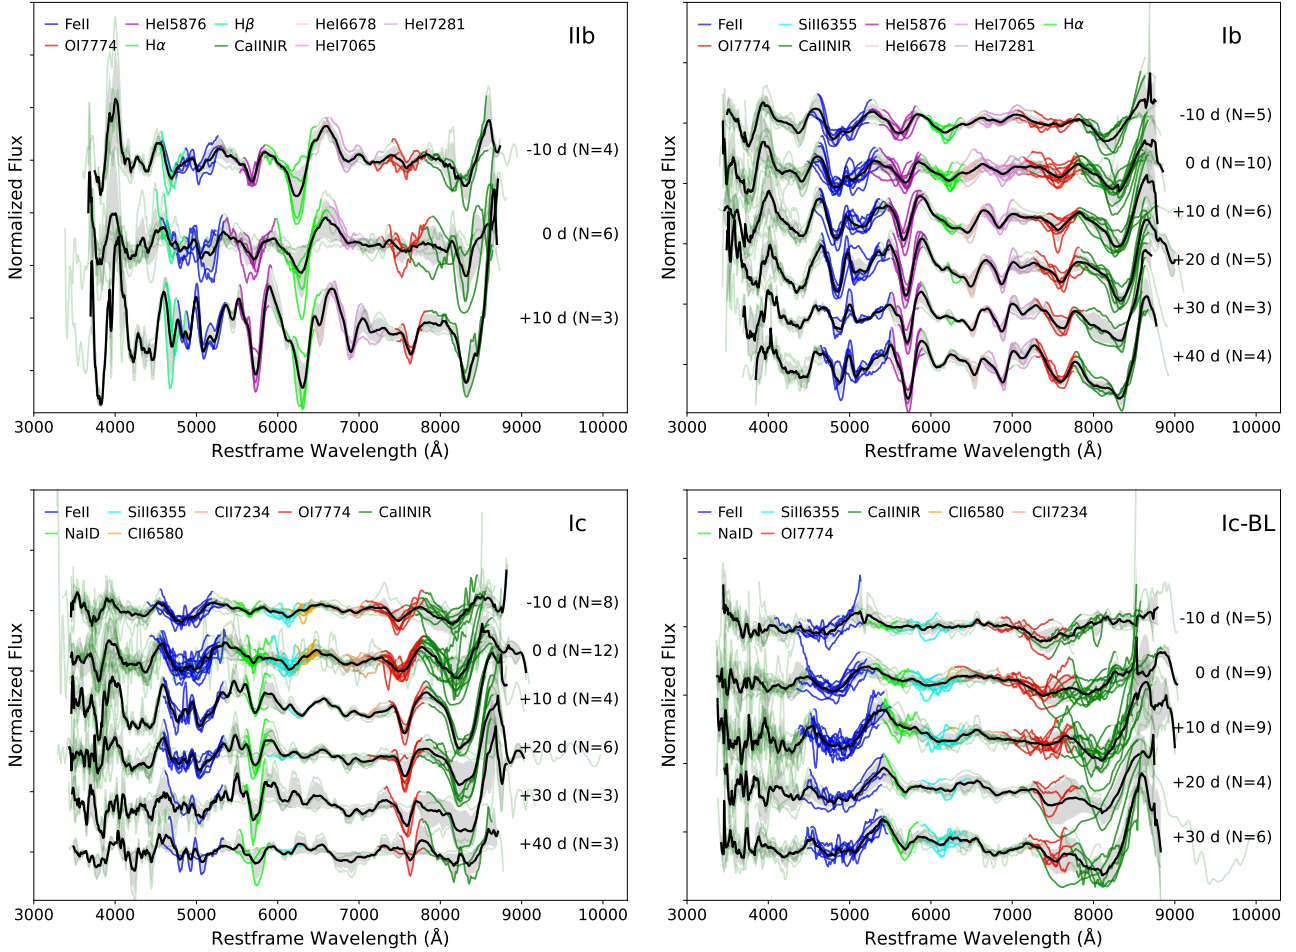 FeII HeI5876 Hβ HeI6678 HeI7281
OI7774 Hα CaIINIR HeI7065
IIb
Normalized Flux
-10 d (N=4)
0 d (N=6)
+10 d (N=3)
3000 4000 5000 6000 7000 8000 9000 10000
Restframe Wavelength (Å)
FeII SiII6355 HeI5876 HeI7065 Hα
OI7774 CaIINIR HeI6678 HeI7281
Ib
Normalized Flux
-10 d (N=5)
0 d (N=10)
+10 d (N=6)
+20 d (N=5)
+30 d (N=3)
+40 d (N=4)
3000 4000 5000 6000 7000 8000 9000 10000
Restframe Wavelength (Å)
FeII SiII6355 CII7234 OI7774 CaIINIR
NaID CII6580
Ic
Normalized Flux
-10 d (N=8)
0 d (N=12)
+10 d (N=4)
+20 d (N=6)
+30 d (N=3)
+40 d (N=3)
3000 4000 5000 6000 7000 8000 9000 10000
Restframe Wavelength (Å)
FeII SiII6355 CaIINIR CII6580 CII7234
NaID OI7774
Ic-BL
Normalized Flux
-10 d (N=5)
0 d (N=9)
+10 d (N=9)
+20 d (N=4)
+30 d (N=6)
3000 4000 5000 6000 7000 8000 9000 10000
Restframe Wavelength (Å)